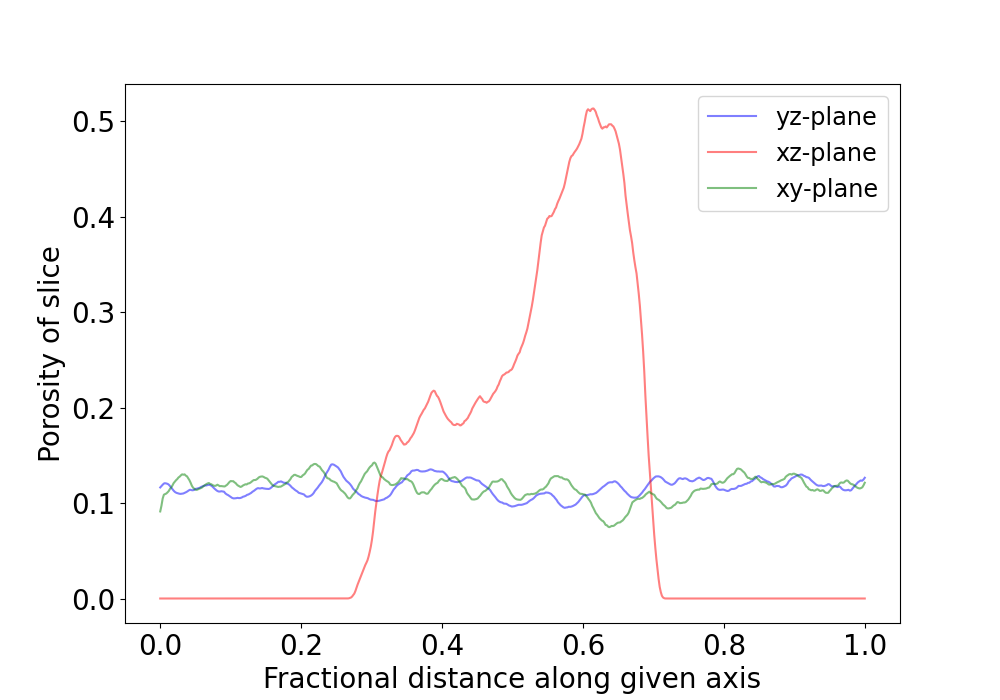 yz-plane
xz-plane
xy-plane
Porosity of slice
0.5
0.4
0.3
0.2
0.1
0.0
0.0 0.2 0.4 0.6 0.8 1.0
Fractional distance along given axis